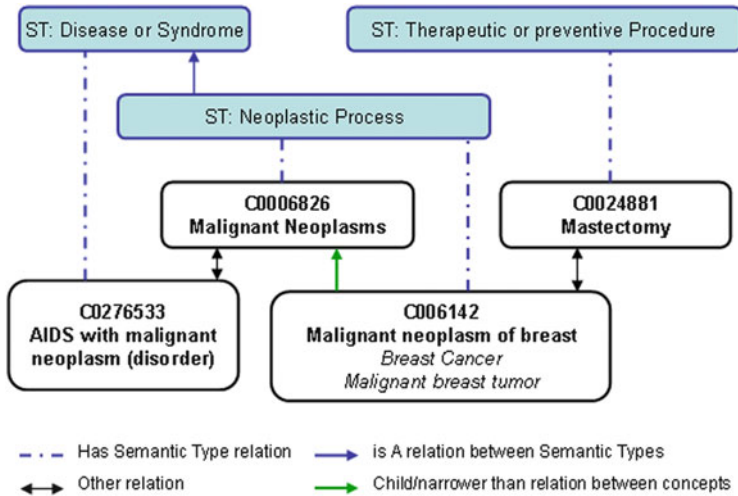 ST: Disease or Syndrome
ST: Therapeutic or preventive Procedure
ST: Neoplastic Process
C0006826
Malignant Neoplasms
C0024881
Mastectomy
C0276533
AIDS with malignant
neoplasm (disorder)
C006142
Malignant neoplasm of breast
Breast Cancer
Malignant breast tumor
Has Semantic Type relation
is A relation between Semantic Types
Other relation
Child/narrower than relation between concepts